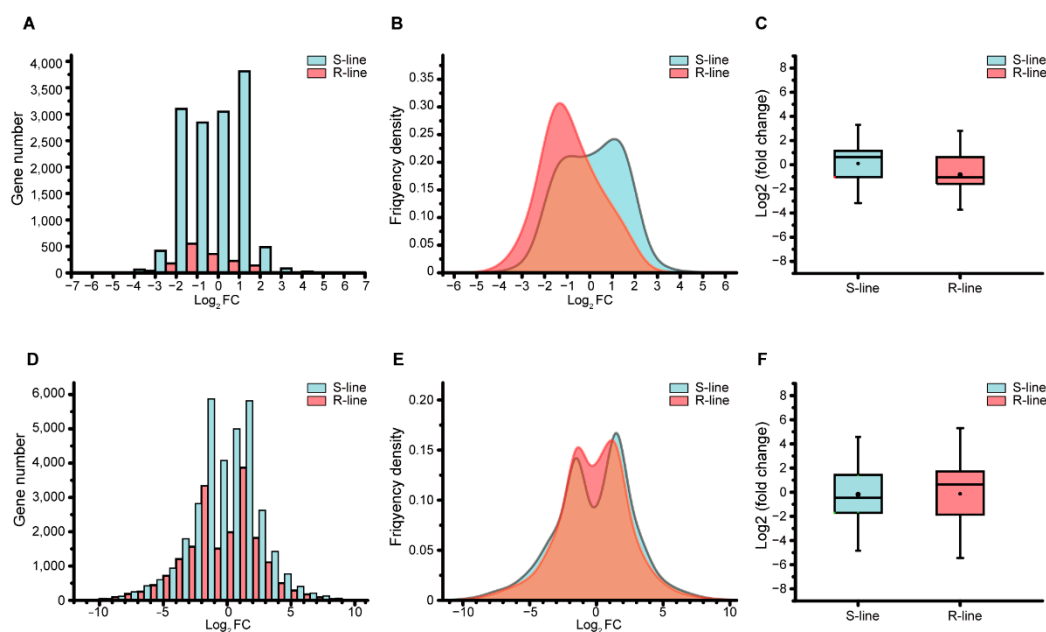 A
S-line
R-line
4,000
3,500
3,000
2,500
2,000
1,500
1,000
500
0
Gene number
−7 −6 −5 −4 −3 −2 −1 0 1 2 3 4 5 6 7
Log2 FC
B
S-line
R-line
0.35
0.30
0.25
0.20
0.15
0.10
0.05
0
Friqyency density
−6 −5 −4 −3 −2 −1 0 1 2 3 4 5 6
Log2 FC
C
S-line
R-line
8
6
4
2
0
−2
−4
−6
−8
Log2 (fold change)
S-line R-line
D
S-line
R-line
6,000
5,000
4,000
3,000
2,000
1,000
0
Gene number
−10 −5 0 5 10
Log2 FC
E
S-line
R-line
0.20
0.15
0.10
0.05
0.00
Friqyency density
−10 −5 0 5 10
Log2 FC
F
S-line
R-line
8
6
4
2
0
−2
−4
−6
−8
Log2 (fold change)
S-line R-line